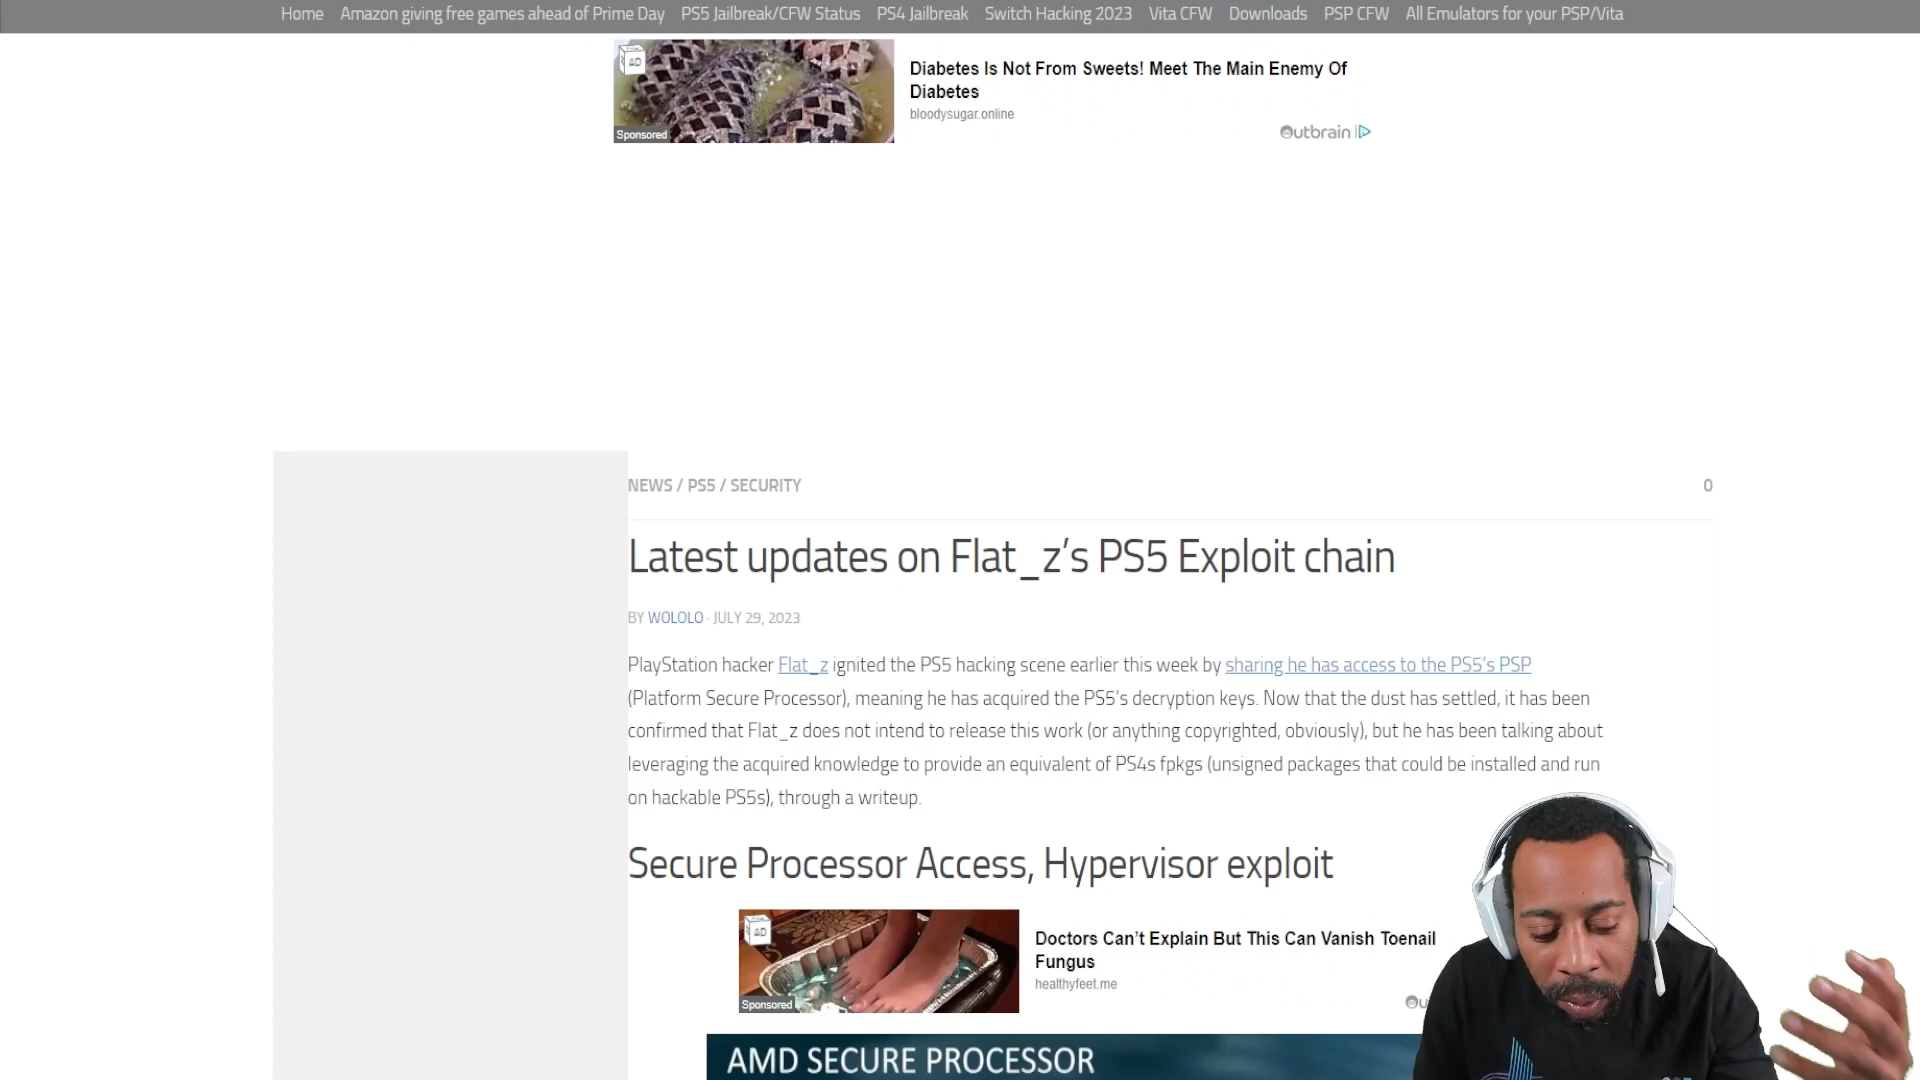 Home Amazon giving free games ahead of Prime Day PS5 Jailbreak/CFW Status PS4 Jailbreak Switch Hacking 2023 Vita CFW Downloads PSP CFW All Emulators for your PSP/Vita
AD
Diabetes Is Not From Sweets! Meet The Main Enemy Of
Diabetes
bloodysugar.online
Sponsored
Outbrain
NEWS / PS5 / SECURITY
0
Latest updates on Flat_z’s PS5 Exploit chain
BY WOLOLO · JULY 29, 2023
PlayStation hacker Flat_z ignited the PS5 hacking scene earlier this week by sharing he has access to the PS5’s PSP
(Platform Secure Processor), meaning he has acquired the PS5’s decryption keys. Now that the dust has settled, it has been
confirmed that Flat_z does not intend to release this work (or anything copyrighted, obviously), but he has been talking about
leveraging the acquired knowledge to provide an equivalent of PS4s fpkgs (unsigned packages that could be installed and run
on hackable PS5s), through a writeup.
Secure Processor Access, Hypervisor exploit
AD
Doctors Can’t Explain But This Can Vanish Toenail
Fungus
healthyfeet.me
Sponsored
Ou
AMD SECURE PROCESSOR